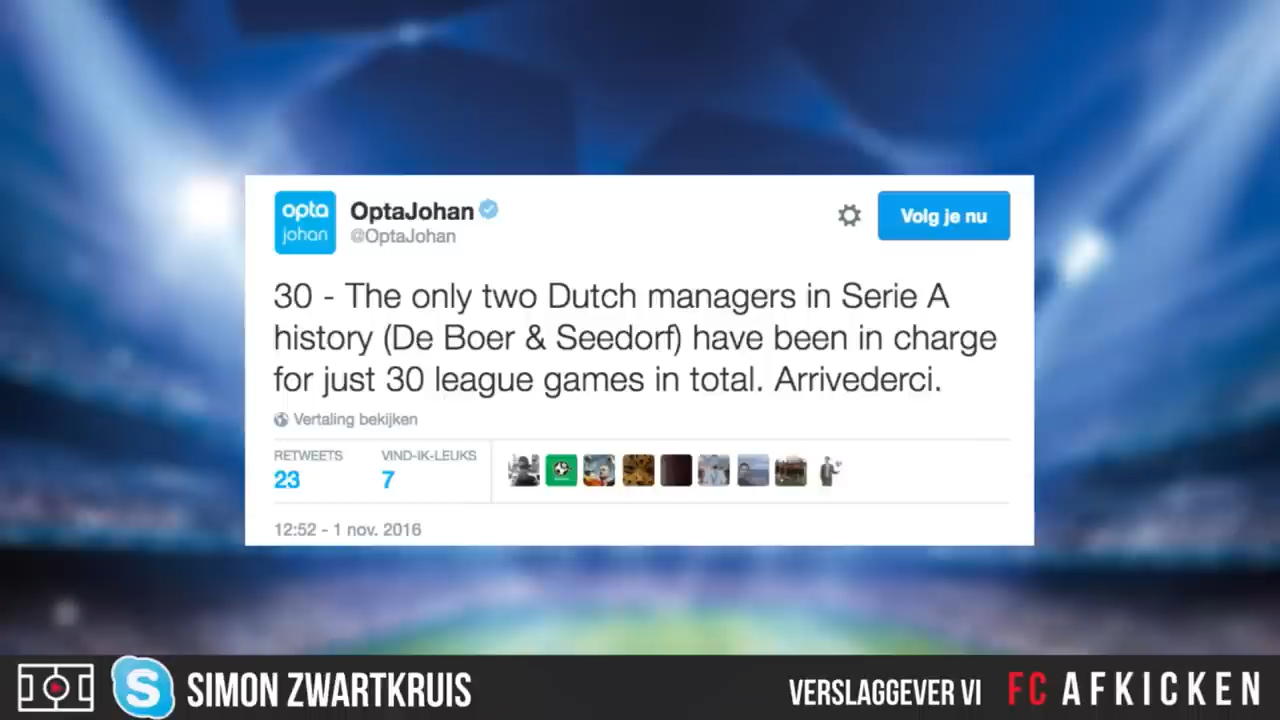 opta
johan
OptaJohan
@OptaJohan
Volg je nu
30 - The only two Dutch managers in Serie A
history (De Boer & Seedorf) have been in charge
for just 30 league games in total. Arrivederci.
Vertaling bekijken
RETWEETS VIND-IK-LEUKS
23 7
12:52 - 1 nov. 2016
S SIMON ZWARTKRUIS VERSLAGGEVER VI FC AFKICKEN